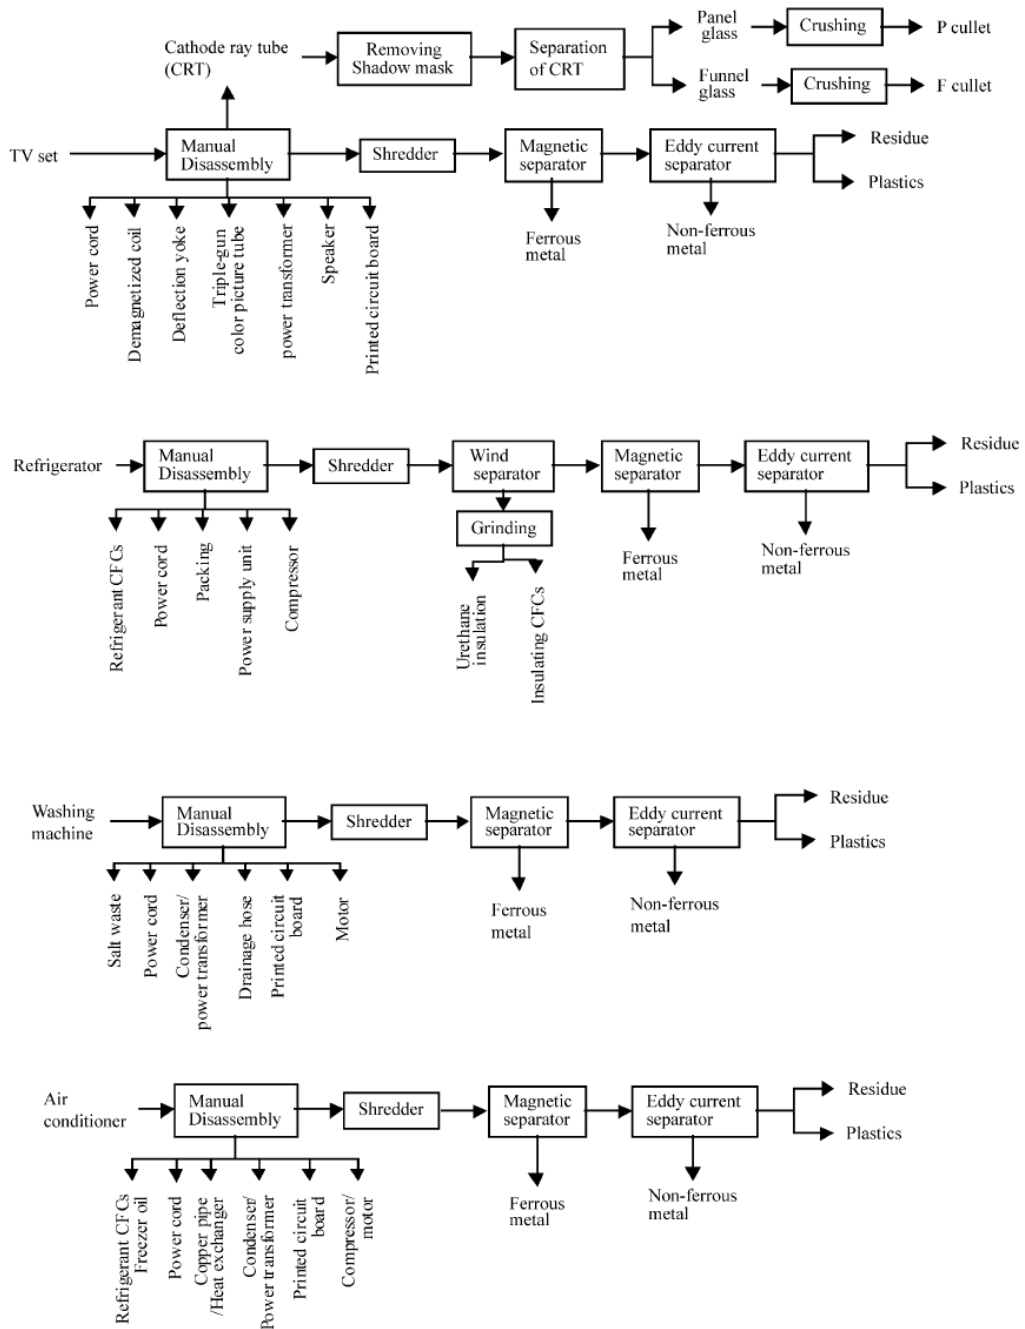 Cathode ray tube
(CRT)
Removing
Shadow mask
Separation
of CRT
Panel
glass
Crushing
P cullet
Funnel
glass
Crushing
F cullet
TV set
Manual
Disassembly
Shredder
Magnetic
separator
Eddy current
separator
Residue
Plastics
Ferrous
metal
Non-ferrous
metal
Power cord
Demagnetized coil
Deflection yoke
Triple-gun
color picture tube
power transformer
Speaker
Printed circuit board
Refrigerator
Manual
Disassembly
Shredder
Wind
separator
Magnetic
separator
Eddy current
separator
Residue
Plastics
Grinding
Ferrous
metal
Non-ferrous
metal
Refrigerant CFCs
Power cord
Packing
Power supply unit
Compressor
Urethane
insulation
Insulating CFCs
Washing
machine
Manual
Disassembly
Shredder
Magnetic
separator
Eddy current
separator
Residue
Plastics
Ferrous
metal
Non-ferrous
metal
Salt waste
Power cord
Condenser/
power transformer
Drainage hose
Printed circuit
board
Motor
Air
conditioner
Manual
Disassembly
Shredder
Magnetic
separator
Eddy current
separator
Residue
Plastics
Ferrous
metal
Non-ferrous
metal
Refrigerant CFCs
Freezer oil
Power cord
Copper pipe
/Heat exchanger
Condenser/
Power transformer
Printed circuit
board
Compressor/
motor